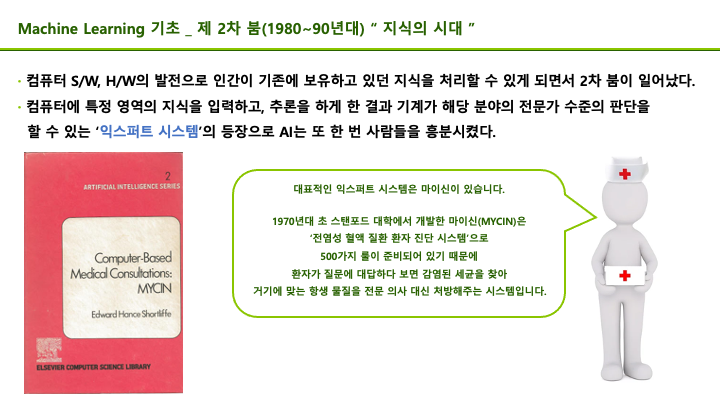 Machine Learning 기초 _ 제 2차 붐(1980~90년대) “ 지식의 시대 ”
· 컴퓨터 S/W, H/W의 발전으로 인간이 기존에 보유하고 있던 지식을 처리할 수 있게 되면서 2차 붐이 일어났다.
· 컴퓨터에 특정 영역의 지식을 입력하고, 추론을 하게 한 결과 기계가 해당 분야의 전문가 수준의 판단을
할 수 있는 ‘익스퍼트 시스템’의 등장으로 AI는 또 한 번 사람들을 흥분시켰다.
2
ARTIFICIAL INTELLIGENCE SERIES
Computer-Based
Medical Consultations:
MYCIN
Edward Hance Shortliffe
ELSEVIER COMPUTER SCIENCE LIBRARY
대표적인 익스퍼트 시스템은 마이신이 있습니다.
1970년대 초 스탠포드 대학에서 개발한 마이신(MYCIN)은
‘전염성 혈액 질환 환자 진단 시스템’으로
500가지 룰이 준비되어 있기 때문에
환자가 질문에 대답하다 보면 감염된 세균을 찾아
거기에 맞는 항생 물질을 전문 의사 대신 처방해주는 시스템입니다.